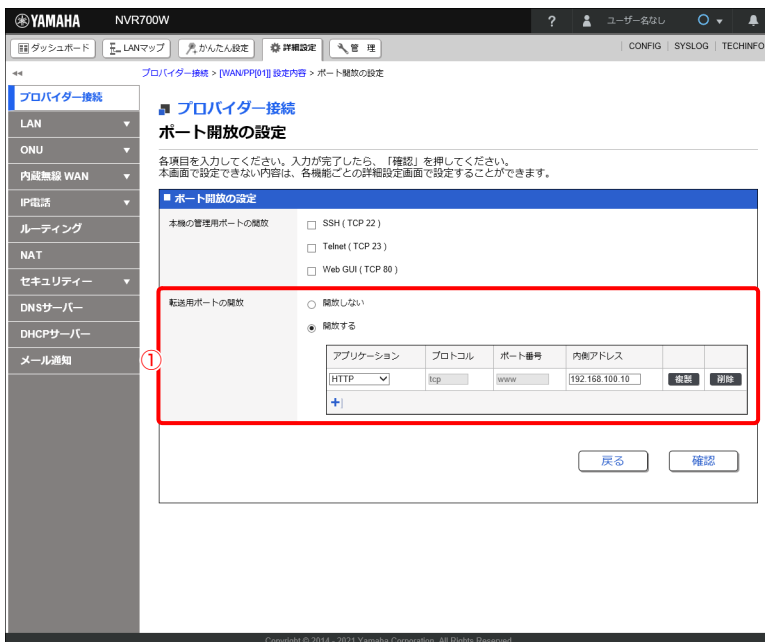 YAMAHA NVR700W ? ユーザー名なし
ダッシュボード LANマップ かんたん設定 詳細設定 管 理 CONFIG | SYSLOG | TECHINFO
プロバイダー接続 > [WAN/PP[01]] 設定内容 > ポート開放の設定
プロバイダー接続
LAN
ONU
内蔵無線 WAN
IP電話
ルーティング
NAT
セキュリティー
DNSサーバー
DHCPサーバー
メール通知
プロバイダー接続
ポート開放の設定
各項目を入力してください。入力が完了したら、「確認」を押してください。
本画面で設定できない内容は、各機能ごとの詳細設定画面で設定することができます。
■ ポート開放の設定
本機の管理用ポートの開放
SSH ( TCP 22 )
Telnet ( TCP 23 )
Web GUI ( TCP 80 )
①
転送用ポートの開放
開放しない
開放する
アプリケーション プロトコル ポート番号 内側アドレス
HTTP tcp www 192.168.100.10 複製 削除
+
戻る 確認
Copyright © 2014 - 2021 Yamaha Corporation. All Rights Reserved.